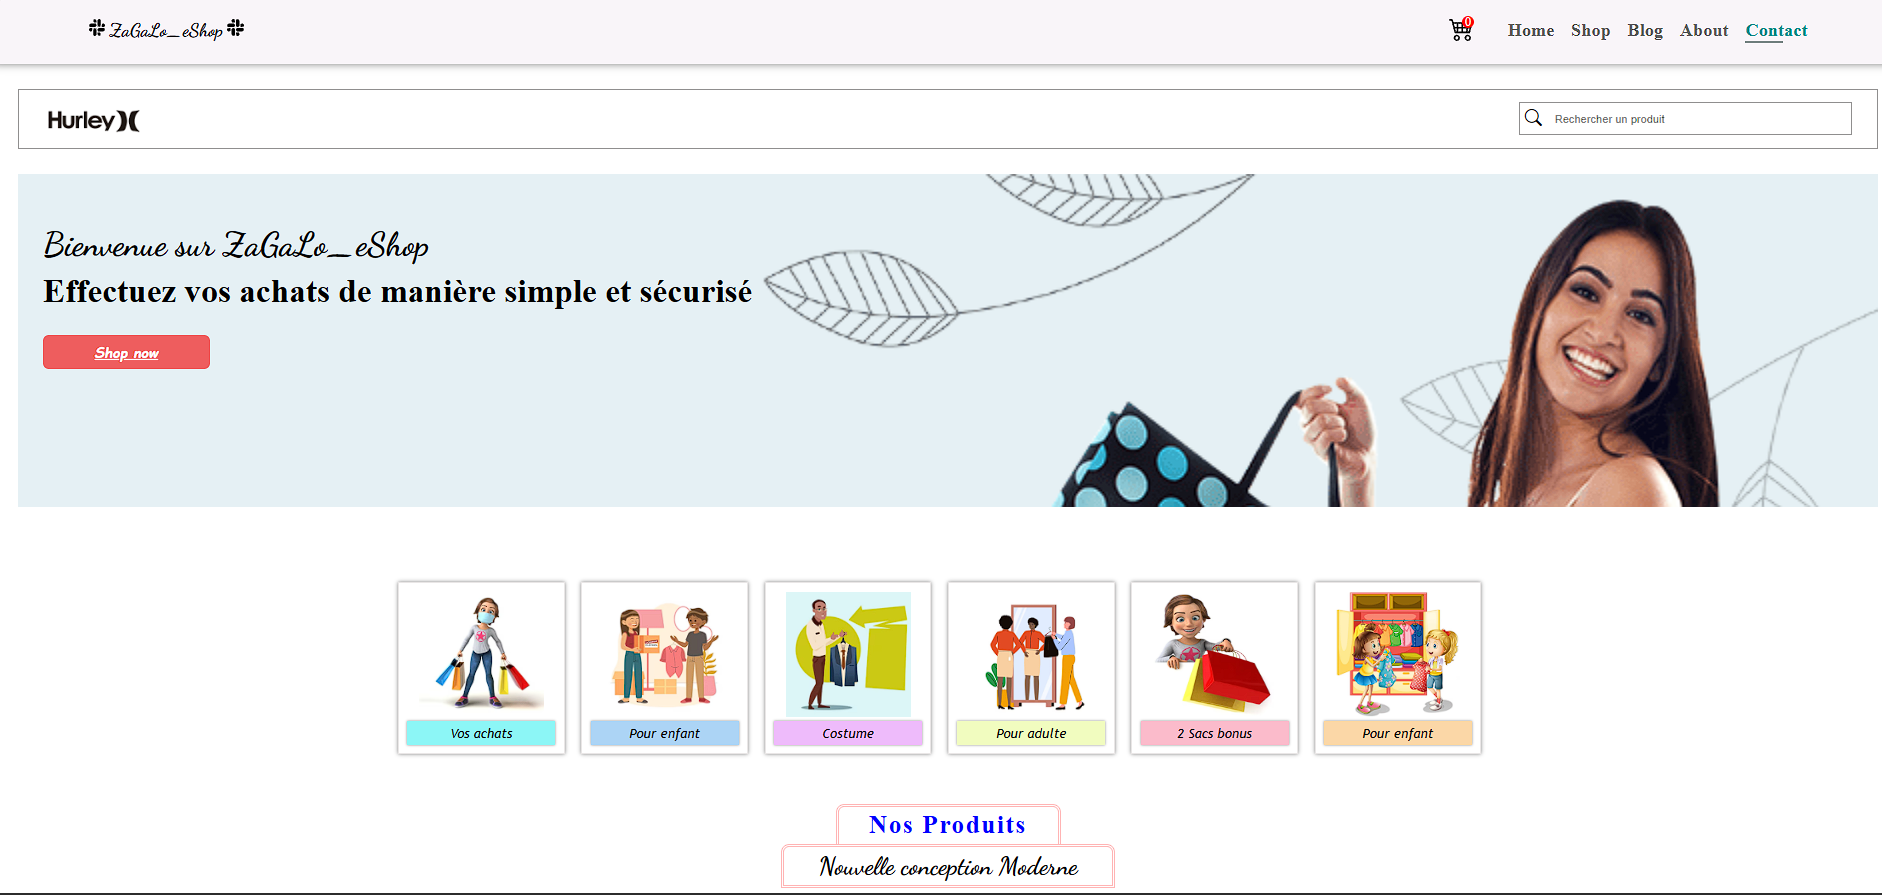 ZaGaLo_eShop
0
Home Shop Blog About Contact
Hurley
Rechercher un produit
Bienvenue sur ZaGaLo_eShop
Effectuez vos achats de manière simple et sécurisé
Shop now
Vos achats
Pour enfant
Costume
Pour adulte
2 Sacs bonus
Pour enfant
Nos Produits
Nouvelle conception Moderne